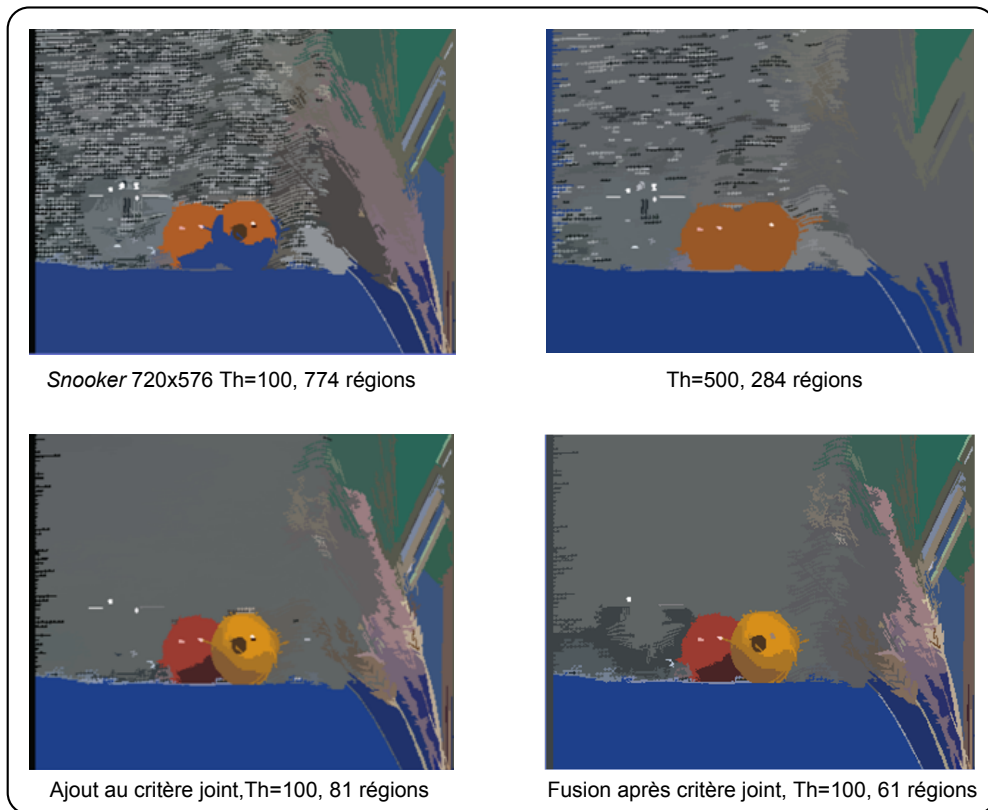 Snooker 720x576 Th=100, 774 régions
Th=500, 284 régions
Ajout au critère joint,Th=100, 81 régions
Fusion après critère joint, Th=100, 61 régions